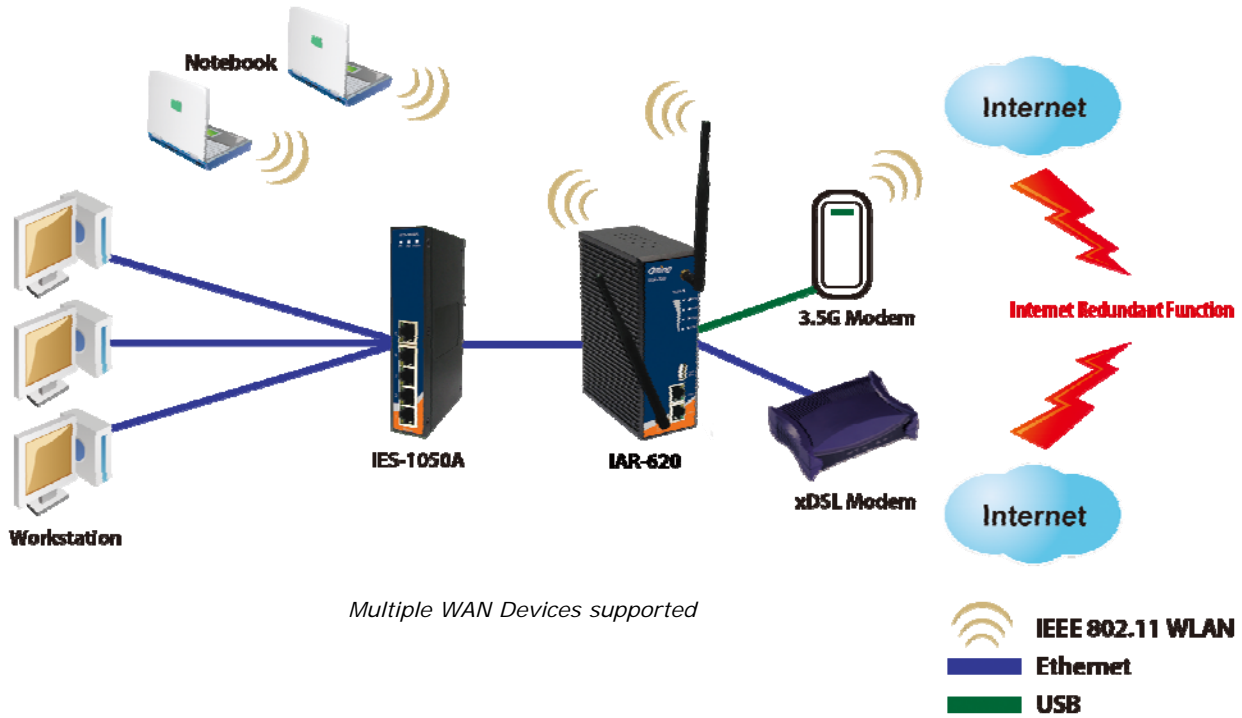 Notebook
Internet
3.5G Modem
Internet Redundant Function
IES-1050A
IAR-620
xDSL Modem
Internet
Workstation
Multiple WAN Devices supported
IEEE 802.11 WLAN
Ethernet
USB